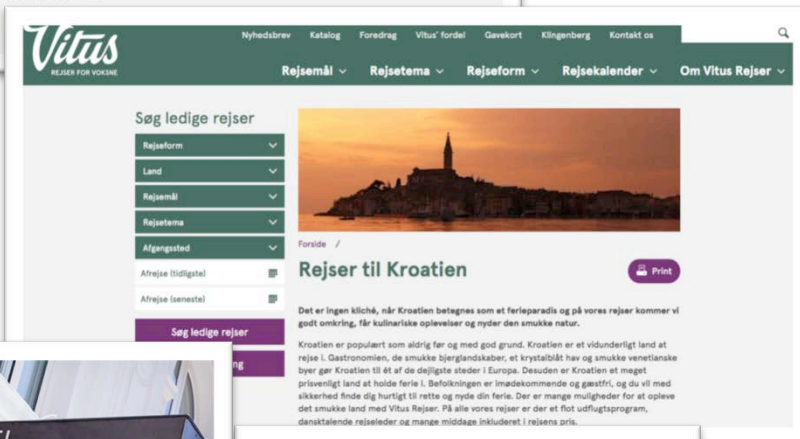 Vitus
REJSER FOR VOKSNE
Nyhedsbrev Katalog Foredrag Vitus' fordel Gavekort Klingenberg Kontakt os
Rejsemål Rejsetema Rejseform Rejsekalender Om Vitus Rejser
Søg ledige rejser
Rejseform
Land
Rejsemål
Rejsetema
Afgangssted
Afrejse (tidligste)
Afrejse (seneste)
Søg ledige rejser
ng
Forside /
Rejser til Kroatien
Print
Det er ingen kliché, når Kroatien betegnes som et ferieparadis og på vores rejser kommer vi
godt omkring, får kulinariske oplevelser og nyder den smukke natur.
Kroatien er populært som aldrig før og med god grund. Kroatien er et vidunderligt land at
rejse i. Gastronomien, de smukke bjerglandskaber, et krystalblåt hav og smukke venetianske
byer gør Kroatien til ét af de dejligste steder i Europa. Desuden er Kroatien et meget
prisvenligt land at holde ferie i. Befolkningen er imødekommende og gæstfri, og du vil med
sikkerhed finde dig hurtigt til rette og nyde din ferie. Der er mange muligheder for at opleve
det smukke land med Vitus Rejser. På alle vores rejser er der et flot udflugtsprogram,
dansktalende rejseleder og mange middage inkluderet i rejsens pris.